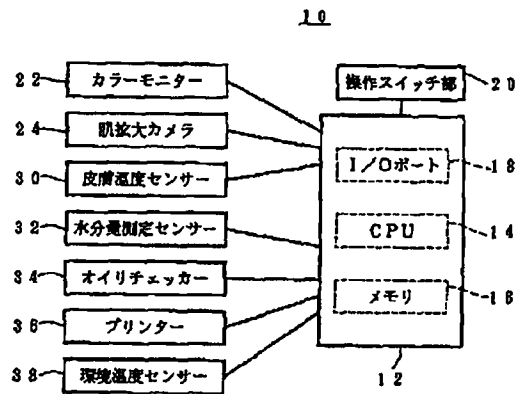 10
22 カラーモニター
操作スイッチ部 20
24 肌拡大カメラ
I/Oポート 18
30 皮膚温度センサー
32 水分量測定センサー
CPU 14
34 オイリチェッカー
メモリ 16
36 プリンター
38 環境温度センサー
12